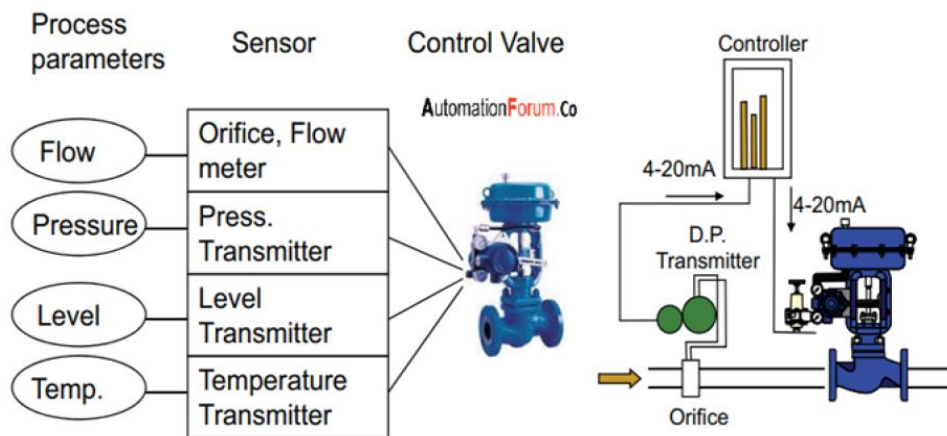 Process
parameters
Sensor
Control Valve
AutomationForum.Co
Flow
Orifice, Flow
meter
Pressure
Press.
Transmitter
Level
Level
Transmitter
Temp.
Temperature
Transmitter
Controller
4-20mA
4-20mA
D.P.
Transmitter
Orifice